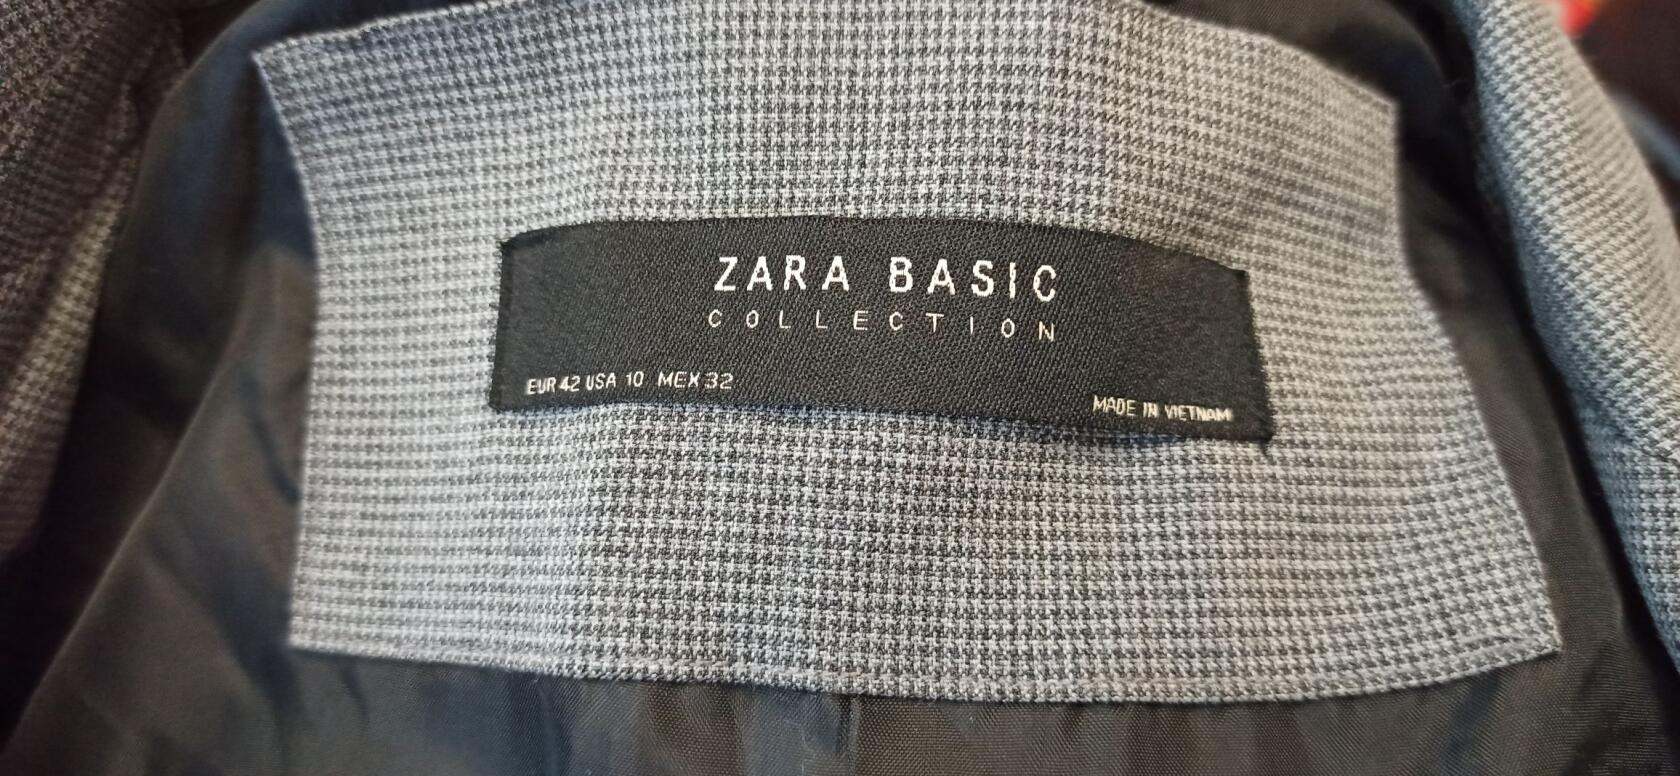 ZARA BASIC
COLLECTION
EUR 42 USA 10 MEX 32
MADE IN VIETNAM